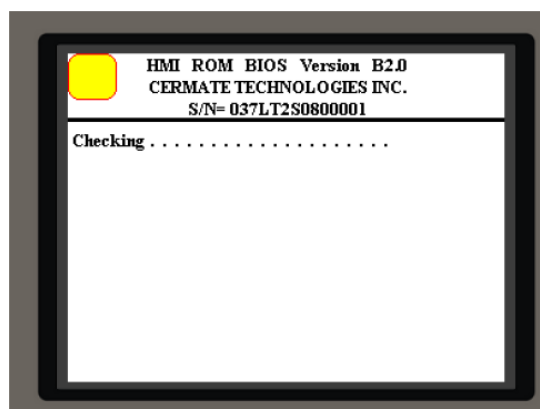 HMI ROM BIOS Version B2.0
CERMATE TECHNOLOGIES INC.
S/N= 037LT2S0800001
Checking . . . . . . . . . . . . . . . . . . . .